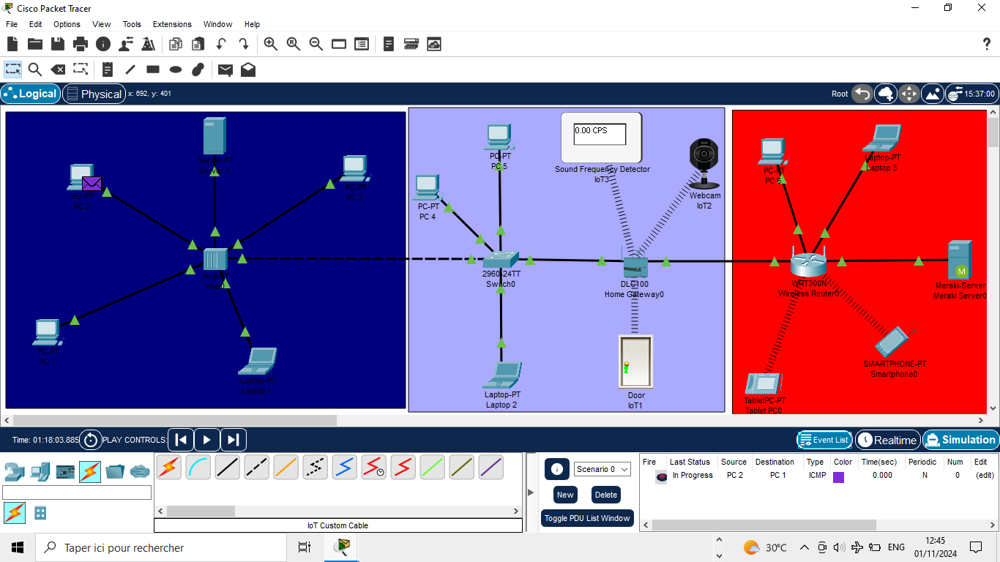 Cisco Packet Tracer
File Edit Options View Tools Extensions Window Help
Logical Physical x: 692, y: 401 Root 15:37:00
Server-PT
Server 1
PC-PT
PC 2
PC-PT
PC 3
Hub-PT
Hub0
PC-PT
PC 1
Laptop-PT
Laptop 1
PC-PT
PC 5
PC-PT
PC 4
0.00 CPS
Sound Frequency Detector
IoT3
Webcam
IoT2
2960-24TT
Switch0
DLC100
Home Gateway0
Laptop-PT
Laptop 2
Door
IoT1
PC-PT
PC 6
Laptop-PT
Laptop 3
WRT300N
Wireless Router0
M
Meraki-Server
Meraki Server0
SMARTPHONE-PT
Smartphone0
TabletPC-PT
Tablet PC0
Time: 01:18:03.885 PLAY CONTROLS: Event List Realtime Simulation
IoT Custom Cable
Scenario 0
New Delete
Toggle PDU List Window
Fire Last Status Source Destination Type Color Time(sec) Periodic Num Edit
In Progress PC 2 PC 1 ICMP 0.000 N 0 (edit)
Taper ici pour rechercher
30°C ENG
12:45
01/11/2024